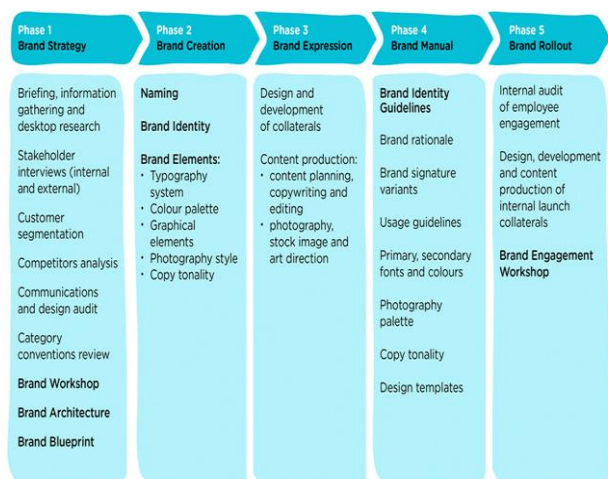 Phase 1
Brand Strategy
Briefing, information
gathering and
desktop research
Stakeholder
interviews (internal
and external)
Customer
segmentation
Competitors analysis
Communications
and design audit
Category
conventions review
Brand Workshop
Brand Architecture
Brand Blueprint
Phase 2
Brand Creation
Naming
Brand Identity
Brand Elements:
• Typography
system
• Colour palette
• Graphical
elements
• Photography style
• Copy tonality
Phase 3
Brand Expression
Design and
development
of collaterals
Content production:
• content planning,
copywriting and
editing
• photography,
stock image and
art direction
Phase 4
Brand Manual
Brand Identity
Guidelines
Brand rationale
Brand signature
variants
Usage guidelines
Primary, secondary
fonts and colours
Photography
palette
Copy tonality
Design templates
Phase 5
Brand Rollout
Internal audit
of employee
engagement
Design, development
and content
production of
internal launch
collaterals
Brand Engagement
Workshop